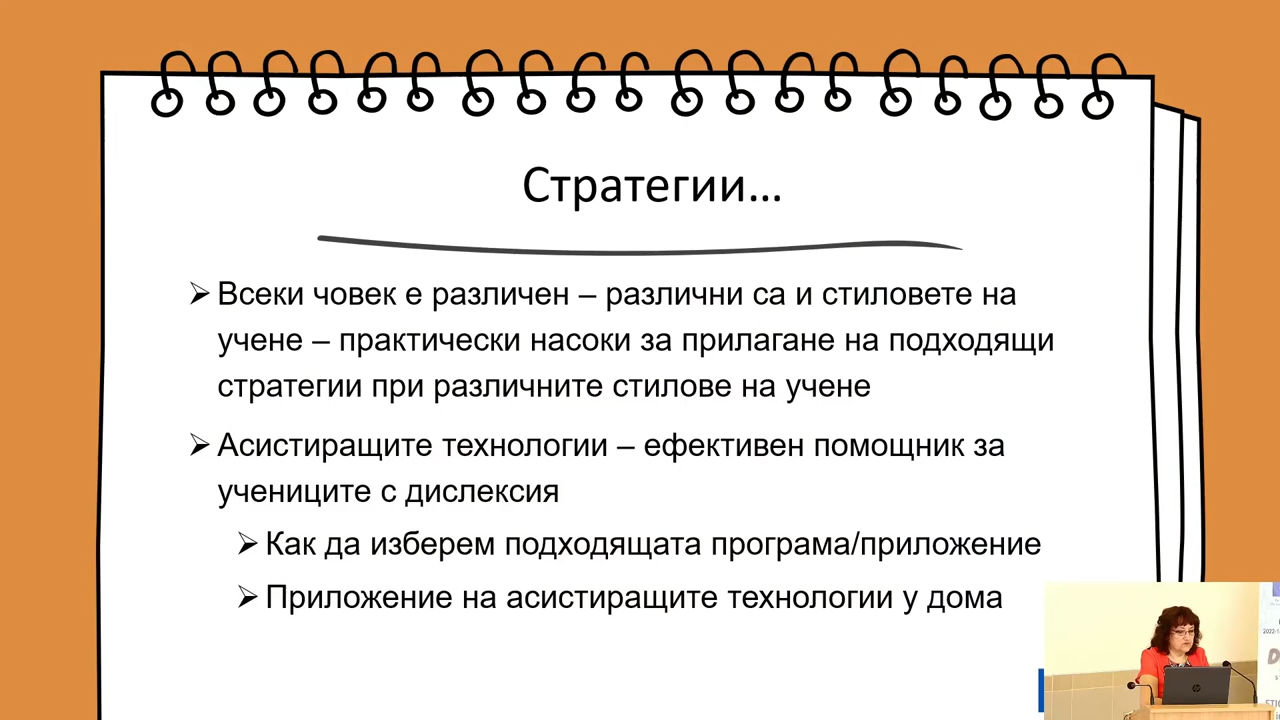 Стратегии...
Всеки човек е различен – различни са и стиловете на
учене – практически насоки за прилагане на подходящи
стратегии при различните стилове на учене
Асистиращите технологии – ефективен помощник за
учениците с дислексия
Как да изберем подходящата програма/приложение
Приложение на асистиращите технологии у дома
hp